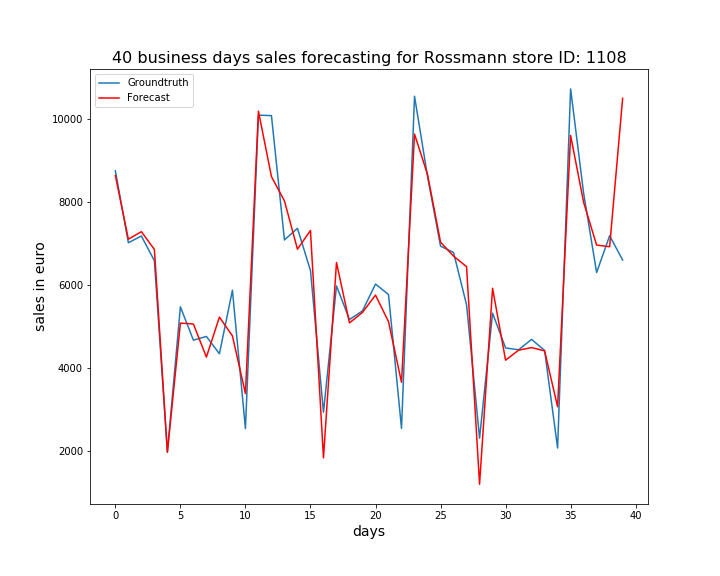 40 business days sales forecasting for Rossmann store ID: 1108
Groundtruth
Forecast
sales in euro
10000
8000
6000
4000
2000
0 5 10 15 20 25 30 35 40
days